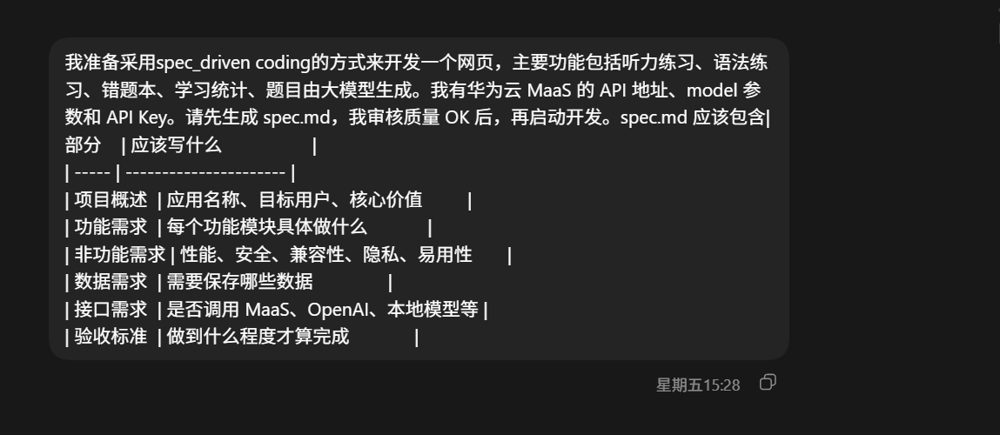 我准备采用spec_driven coding的方式来开发一个网页，主要功能包括听力练习、语法练
习、错题本、学习统计、题目由大模型生成。我有华为云 MaaS 的 API 地址、model 参
数和 API Key。请先生成 spec.md，我审核质量 OK 后，再启动开发。spec.md 应该包含|
部分 | 应该写什么 |
| ----- | ---------------------- |
| 项目概述 | 应用名称、目标用户、核心价值 |
| 功能需求 | 每个功能模块具体做什么 |
| 非功能需求 | 性能、安全、兼容性、隐私、易用性 |
| 数据需求 | 需要保存哪些数据 |
| 接口需求 | 是否调用 MaaS、OpenAI、本地模型等 |
| 验收标准 | 做到什么程度才算完成 |
星期五15:28